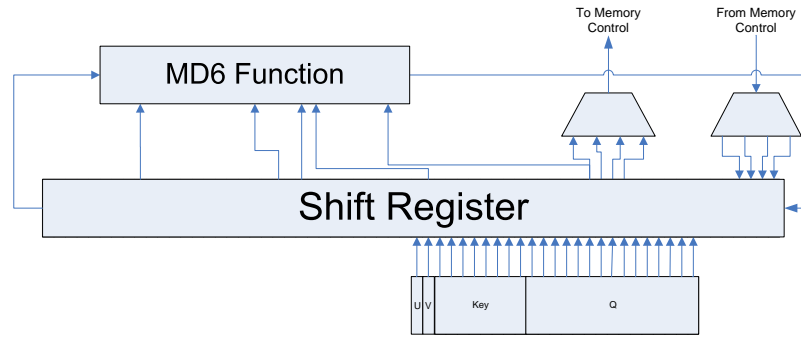 To Memory
Control
From Memory
Control
MD6 Function
Shift Register
U
V
Key
Q